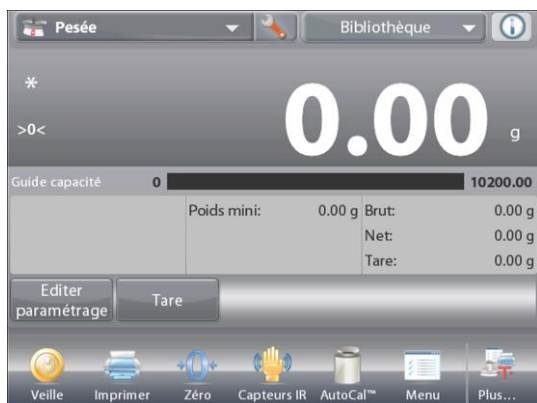 Pesée
Bibliothèque
*
>0<
0.00 g
Guide capacité 0 10200.00
Poids mini: 0.00 g Brut: 0.00 g
Net: 0.00 g
Tare: 0.00 g
Editer paramétrage
Tare
Veille Imprimer Zéro Capteurs IR AutoCal™ Menu Plus...